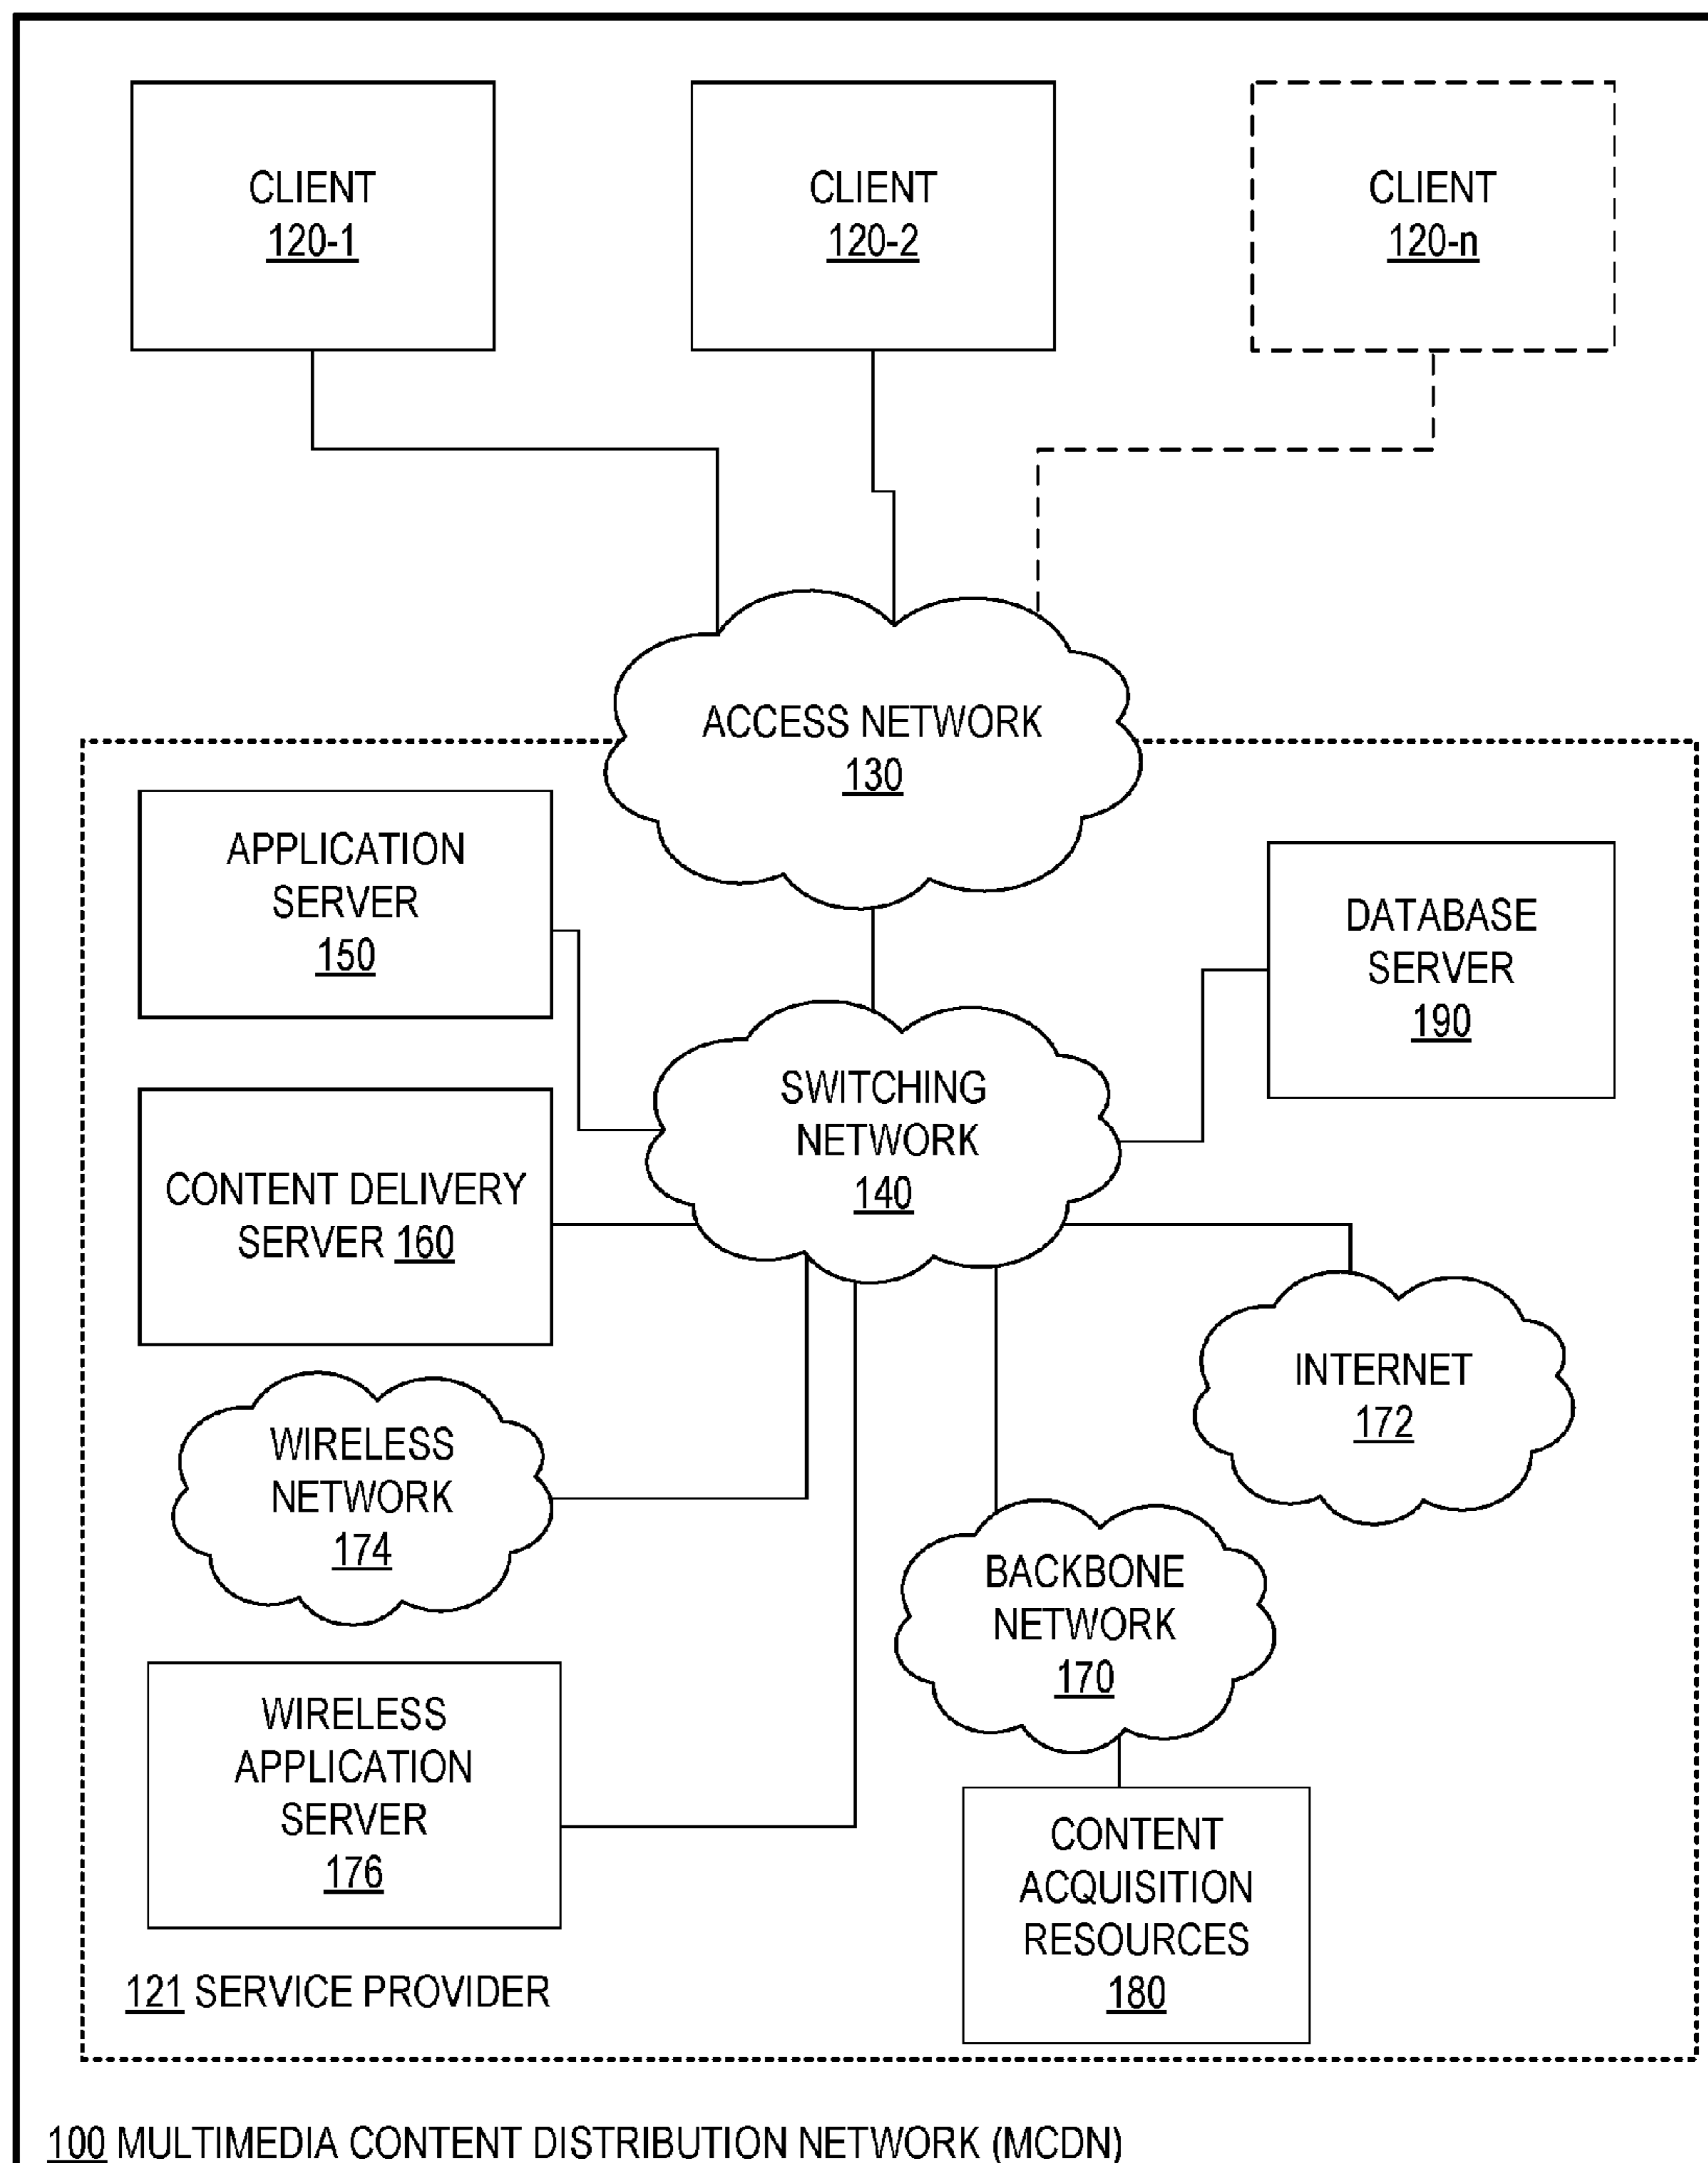 CLIENT
120-1
CLIENT
120-2
CLIENT
120-n
ACCESS NETWORK
130
APPLICATION
SERVER
150
DATABASE
SERVER
190
SWITCHING
NETWORK
140
CONTENT DELIVERY
SERVER 160
INTERNET
172
WIRELESS
NETWORK
174
BACKBONE
NETWORK
170
WIRELESS
APPLICATION
SERVER
176
CONTENT
ACQUISITION
RESOURCES
180
121 SERVICE PROVIDER
100 MULTIMEDIA CONTENT DISTRIBUTION NETWORK (MCDN)